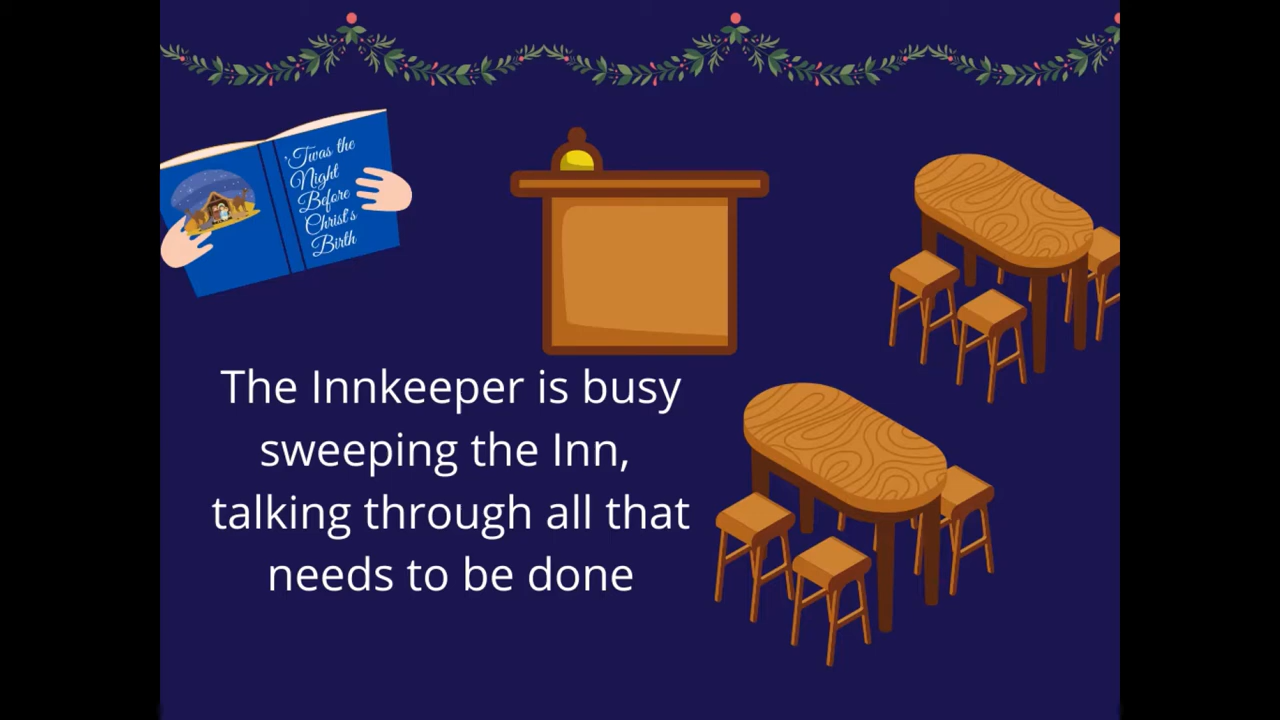 'Twas the
Night
Before
Christ's
Birth
The Innkeeper is busy
sweeping the Inn,
talking through all that
needs to be done